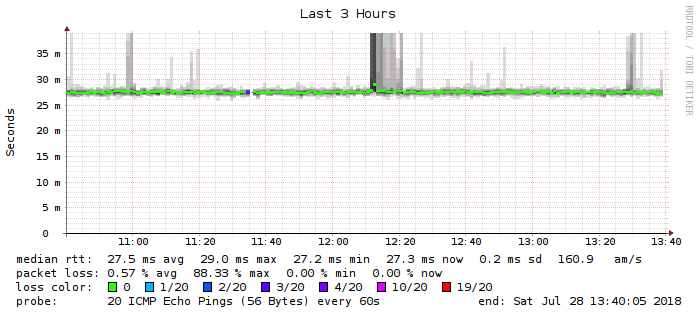 Last 3 Hours
RRDTOOL / TOBI OETIKER
Seconds
35 m
30 m
25 m
20 m
15 m
10 m
5 m
0
11:00 11:20 11:40 12:00 12:20 12:40 13:00 13:20 13:40
median rtt: 27.5 ms avg 29.0 ms max 27.2 ms min 27.3 ms now 0.2 ms sd 160.9 am/s
packet loss: 0.57 % avg 88.33 % max 0.00 % min 0.00 % now
loss color: 0 1/20 2/20 3/20 4/20 10/20 19/20
probe: 20 ICMP Echo Pings (56 Bytes) every 60s end: Sat Jul 28 13:40:05 2018